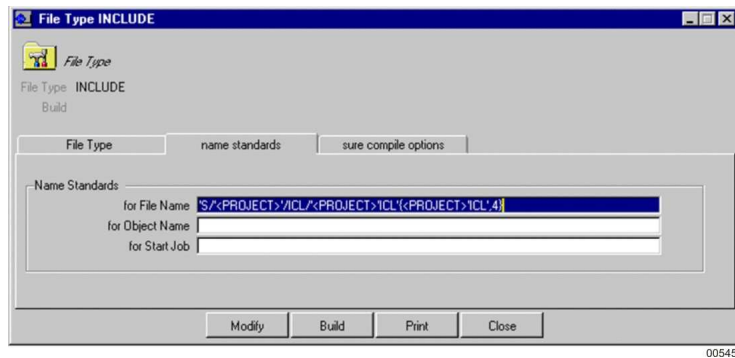 File Type INCLUDE
File Type
File Type INCLUDE
Build
File Type name standards sure compile options
Name Standards
for File Name 'S/'<PROJECT>'/ICL/'<PROJECT>'ICL'{<PROJECT>'ICL',4}
for Object Name
for Start Job
Modify Build Print Close
00545